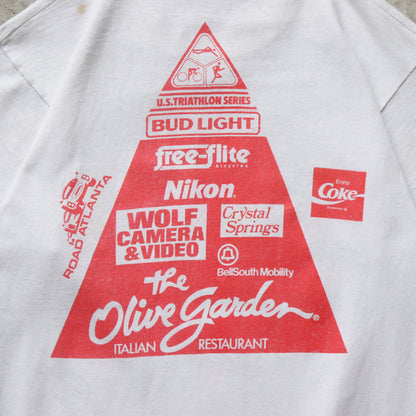 U.S. TRIATHLON SERIES
BUD LIGHT
free-flite
bicycles
Nikon®
WOLF
CAMERA
& VIDEO
Crystal
Springs
BellSouth Mobility
ROAD ATLANTA
ENJOY
Coke
the
Olive Garden®
ITALIAN RESTAURANT